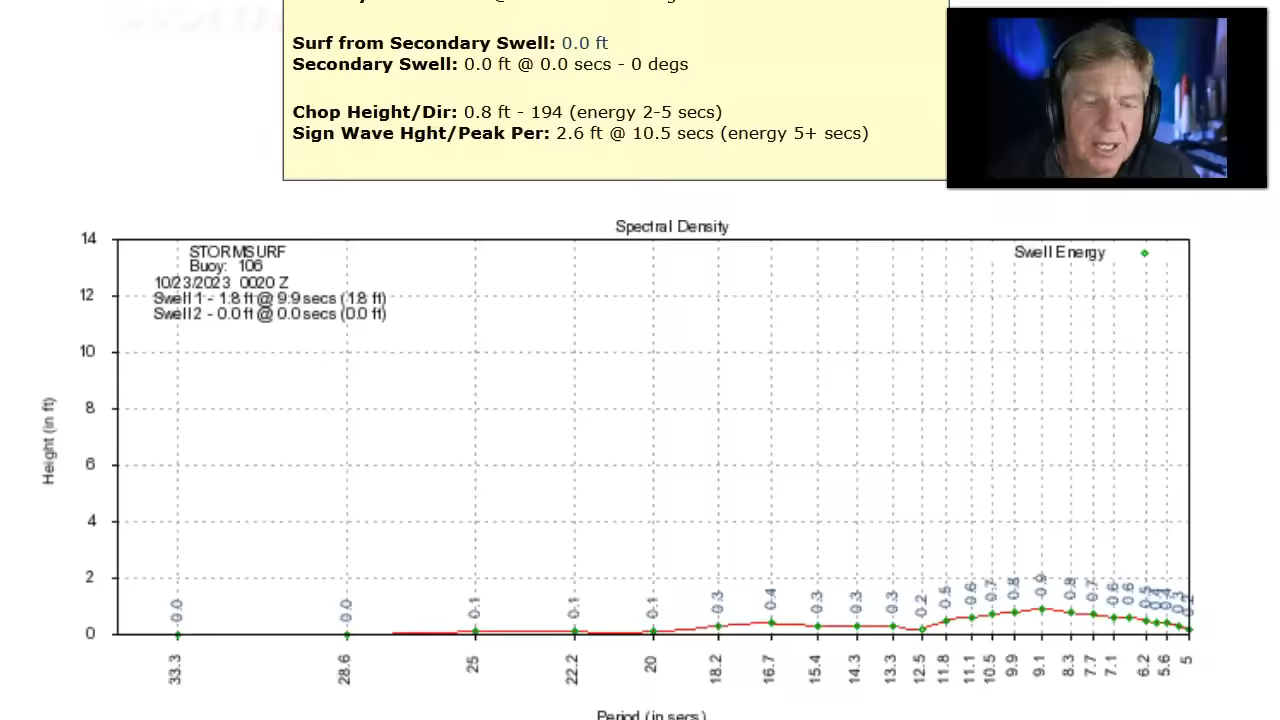 Surf from Secondary Swell: 0.0 ft
Secondary Swell: 0.0 ft @ 0.0 secs - 0 degs
Chop Height/Dir: 0.8 ft - 194 (energy 2-5 secs)
Sign Wave Hght/Peak Per: 2.6 ft @ 10.5 secs (energy 5+ secs)
Spectral Density
STORMSURF
Buoy: 106
10/23/2023 0020 Z
Swell 1 - 1.8 ft @ 9.9 secs (1.8 ft)
Swell 2 - 0.0 ft @ 0.0 secs (0.0 ft)
Swell Energy
Height (in ft)
14
12
10
8
6
4
2
0
0.0 0.0 0.1 0.1 0.1 0.3 0.4 0.3 0.3 0.3 0.2 0.5 0.6 0.7 0.8 0.9 0.8 0.7 0.6 0.6 0.5
33.3 28.6 25 22.2 20 18.2 16.7 15.4 14.3 13.3 12.5 11.8 11.1 10.5 9.9 9.1 8.3 7.7 7.1 6.2 5.6 5
Period (in secs)